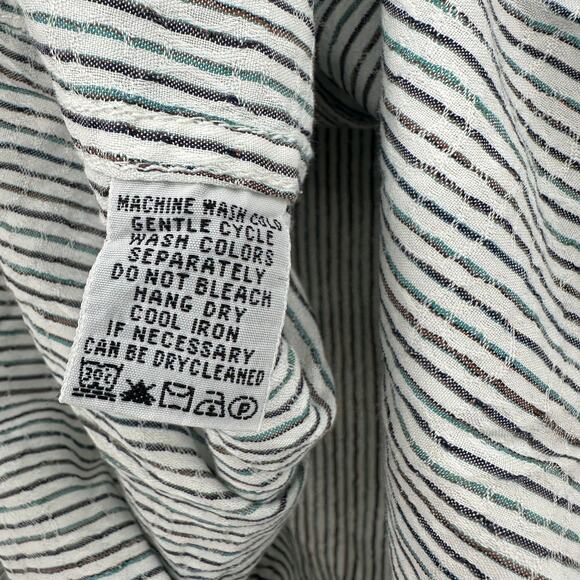 MACHINE WASH COLD
GENTLE CYCLE
WASH COLORS
SEPARATELY
DO NOT BLEACH
HANG DRY
COOL IRON
IF NECESSARY
CAN BE DRYCLEANED
30C P